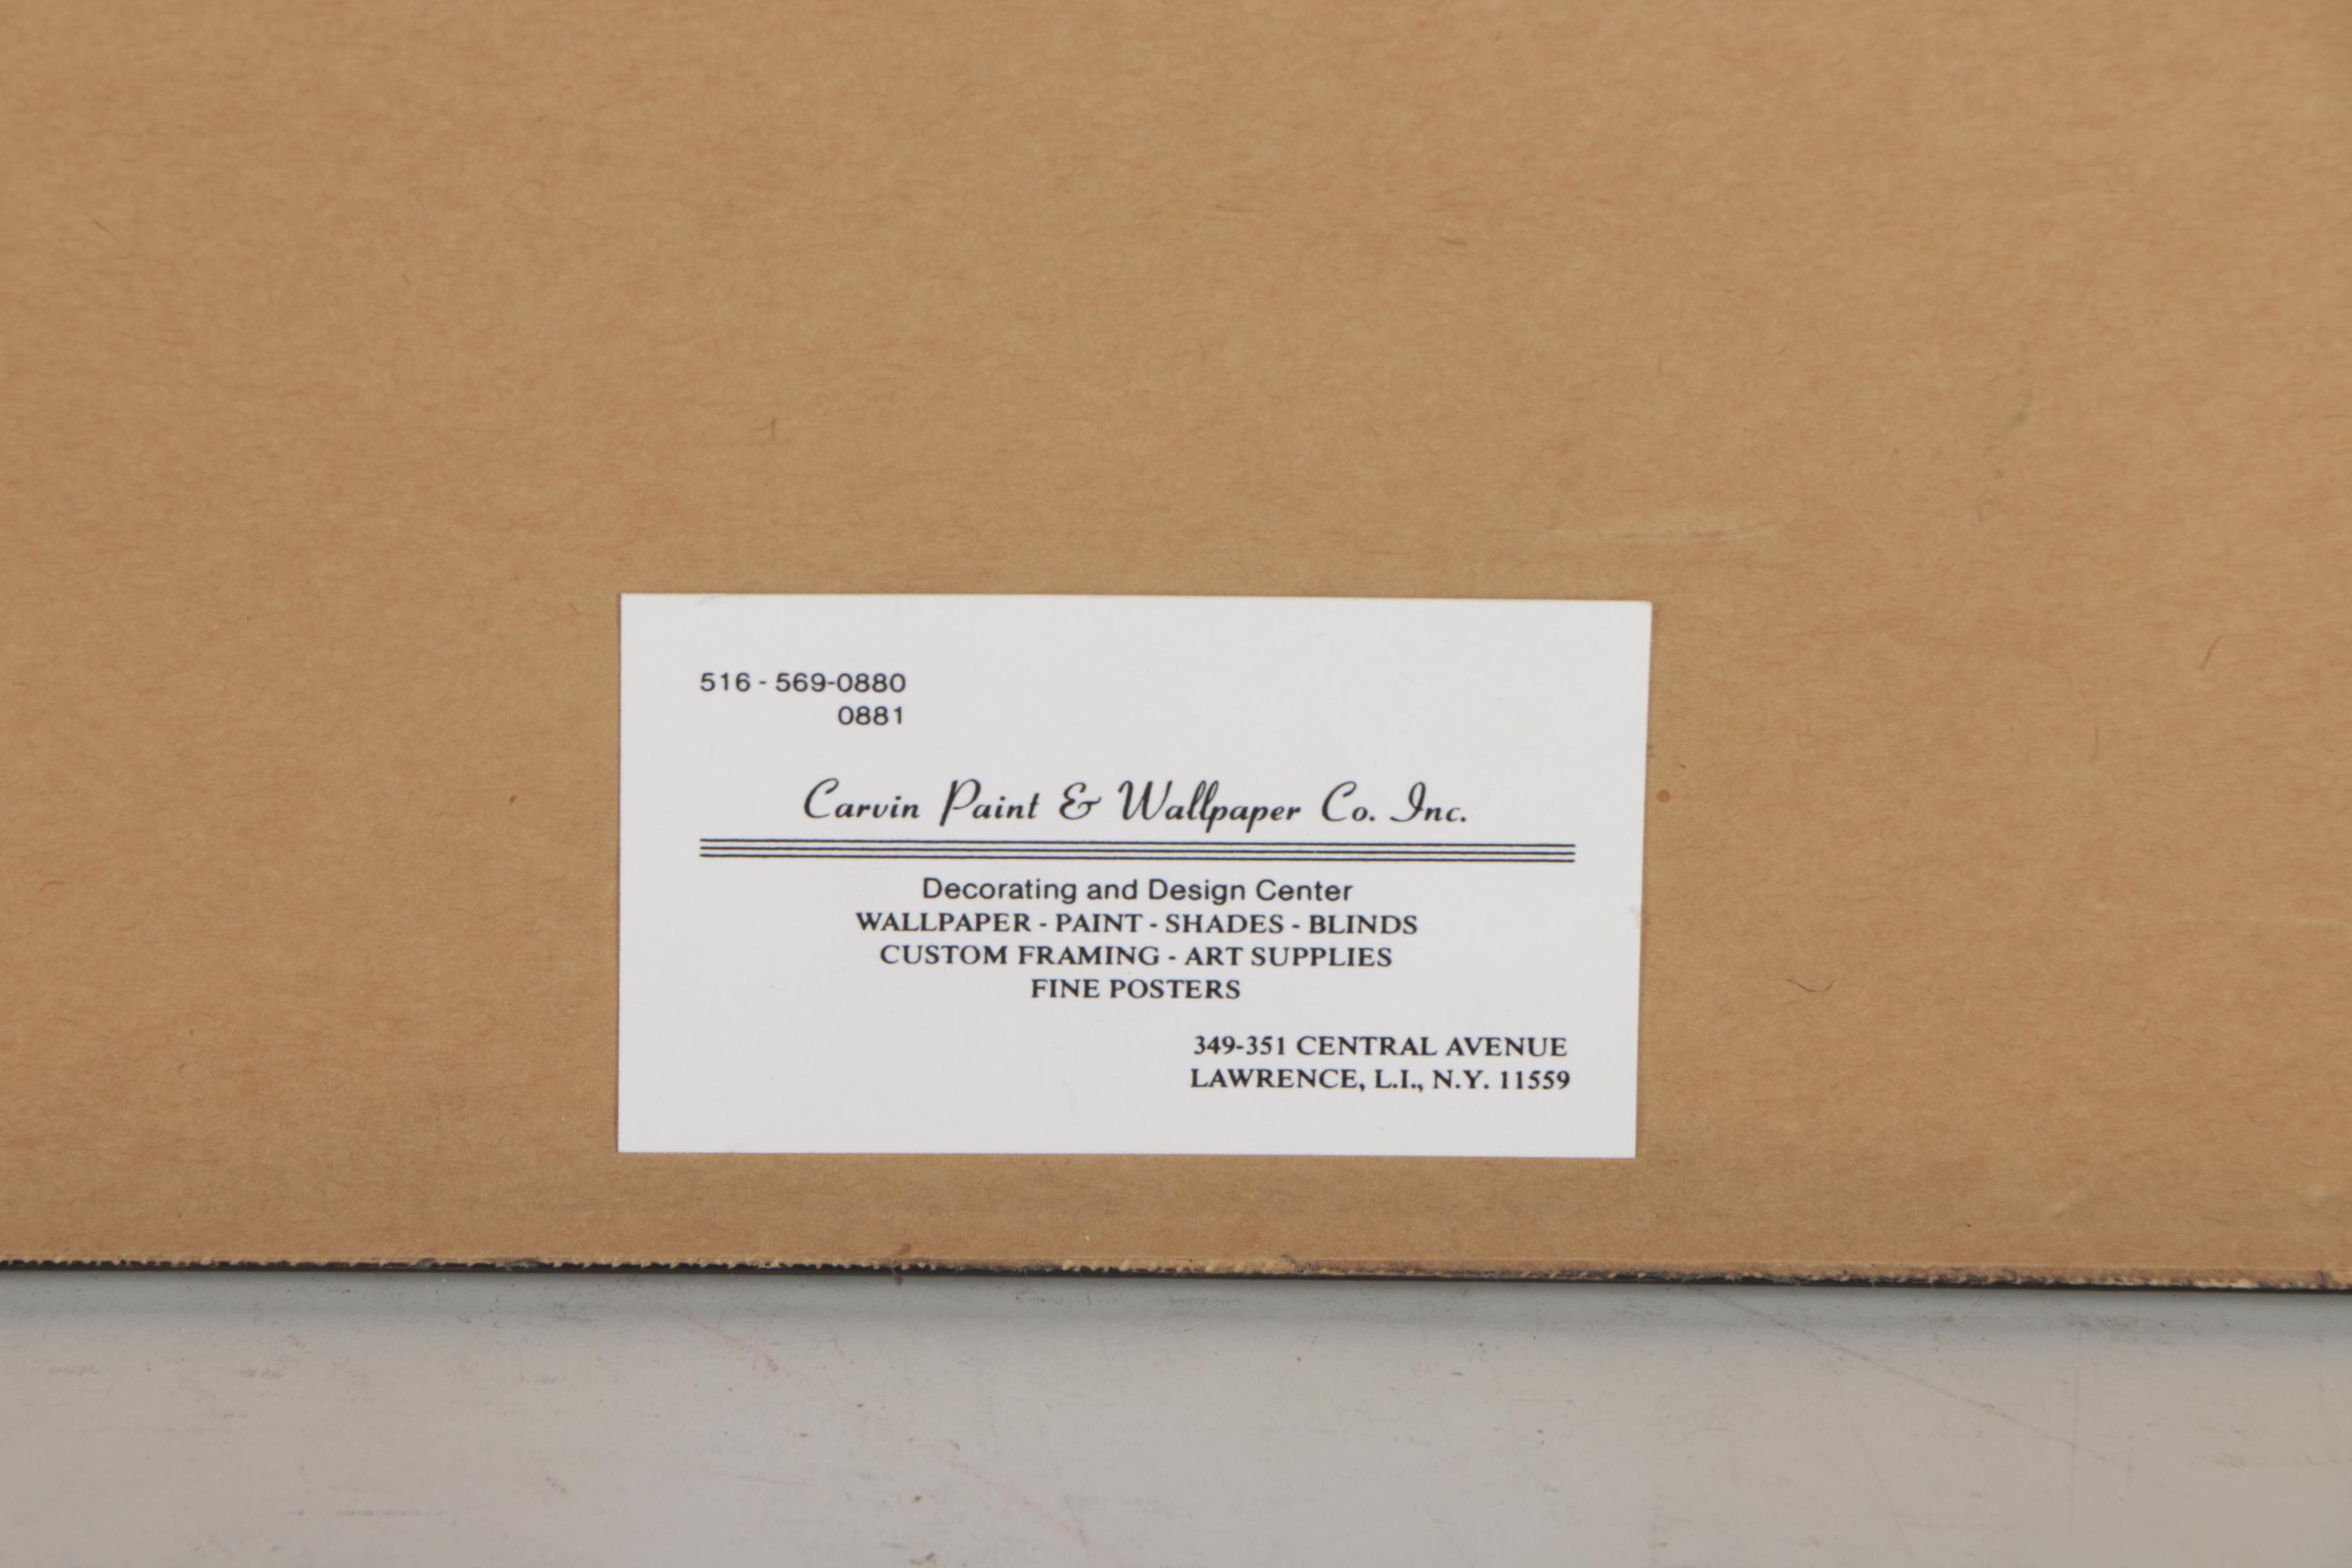 516 - 569-0880
0881
Carvin Paint & Wallpaper Co. Inc.
Decorating and Design Center
WALLPAPER - PAINT - SHADES - BLINDS
CUSTOM FRAMING - ART SUPPLIES
FINE POSTERS
349-351 CENTRAL AVENUE
LAWRENCE, L.I., N.Y. 11559